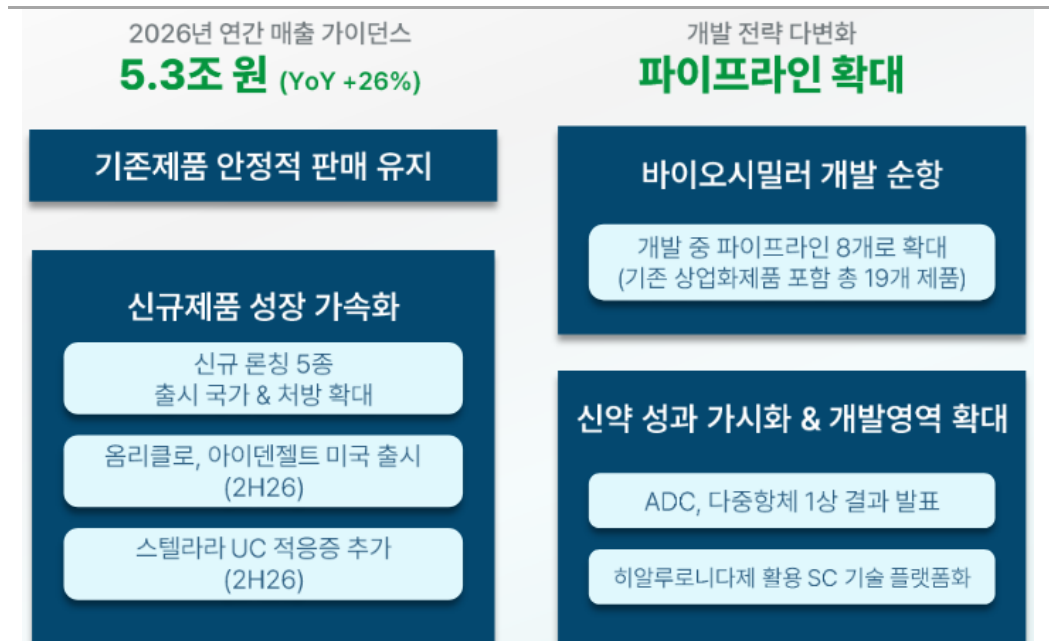 2026년 연간 매출 가이던스
5.3조 원 (YoY +26%)
기존제품 안정적 판매 유지
신규제품 성장 가속화
신규 론칭 5종
출시 국가 & 처방 확대
옴리클로, 아이덴젤트 미국 출시
(2H26)
스텔라라 UC 적응증 추가
(2H26)
개발 전략 다변화
파이프라인 확대
바이오시밀러 개발 순항
개발 중 파이프라인 8개로 확대
(기존 상업화제품 포함 총 19개 제품)
신약 성과 가시화 & 개발영역 확대
ADC, 다중항체 1상 결과 발표
히알루로니다제 활용 SC 기술 플랫폼화